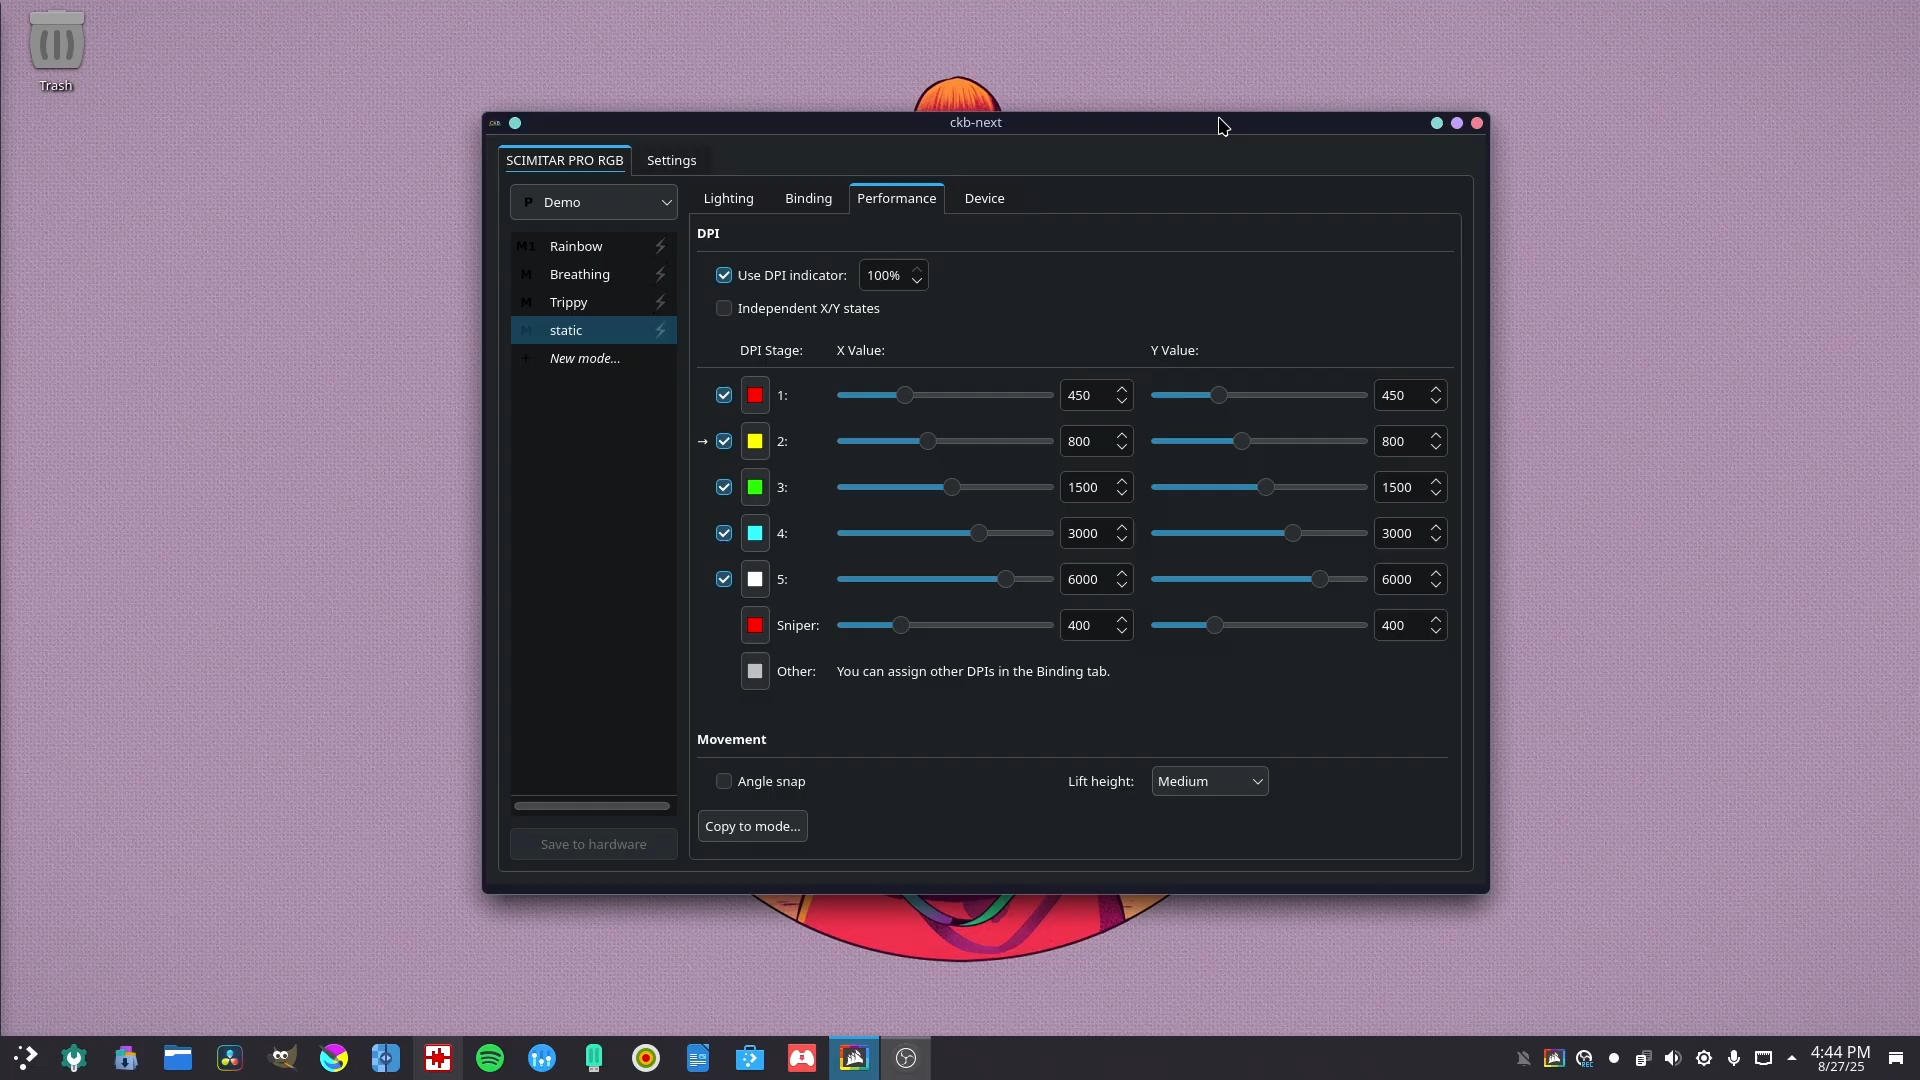 Trash
ckb-next
SCIMITAR PRO RGB Settings
P Demo
Lighting Binding Performance Device
M1 Rainbow
M Breathing
M Trippy
M static
+ New mode...
Save to hardware
DPI
Use DPI indicator: 100%
Independent X/Y states
DPI Stage: X Value: Y Value:
1: 450 450
→ 2: 800 800
3: 1500 1500
4: 3000 3000
5: 6000 6000
Sniper: 400 400
Other: You can assign other DPIs in the Binding tab.
Movement
Angle snap Lift height: Medium
Copy to mode...
REC
4:44 PM
8/27/25